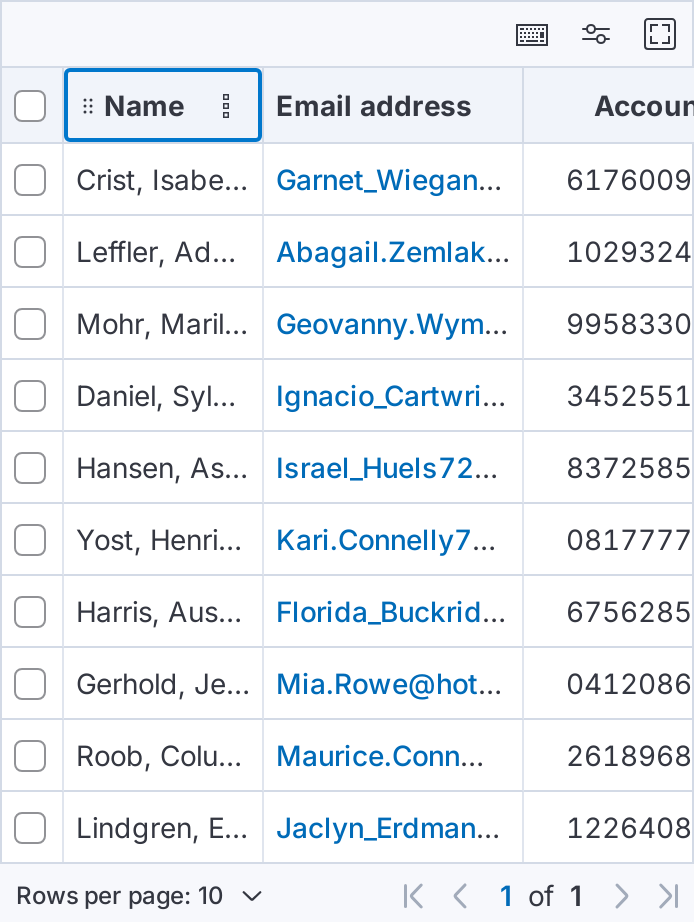 Name Email address Accoun
Crist, Isabe... Garnet_Wiegan... 6176009
Leffler, Ad... Abagail.Zemlak... 1029324
Mohr, Maril... Geovanny.Wym... 9958330
Daniel, Syl... Ignacio_Cartwri... 3452551
Hansen, As... Israel_Huels72... 8372585
Yost, Henri... Kari.Connelly7... 0817777
Harris, Aus... Florida_Buckrid... 6756285
Gerhold, Je... Mia.Rowe@hot... 0412086
Roob, Colu... Maurice.Conn... 2618968
Lindgren, E... Jaclyn_Erdman... 1226408
Rows per page: 10 1 of 1